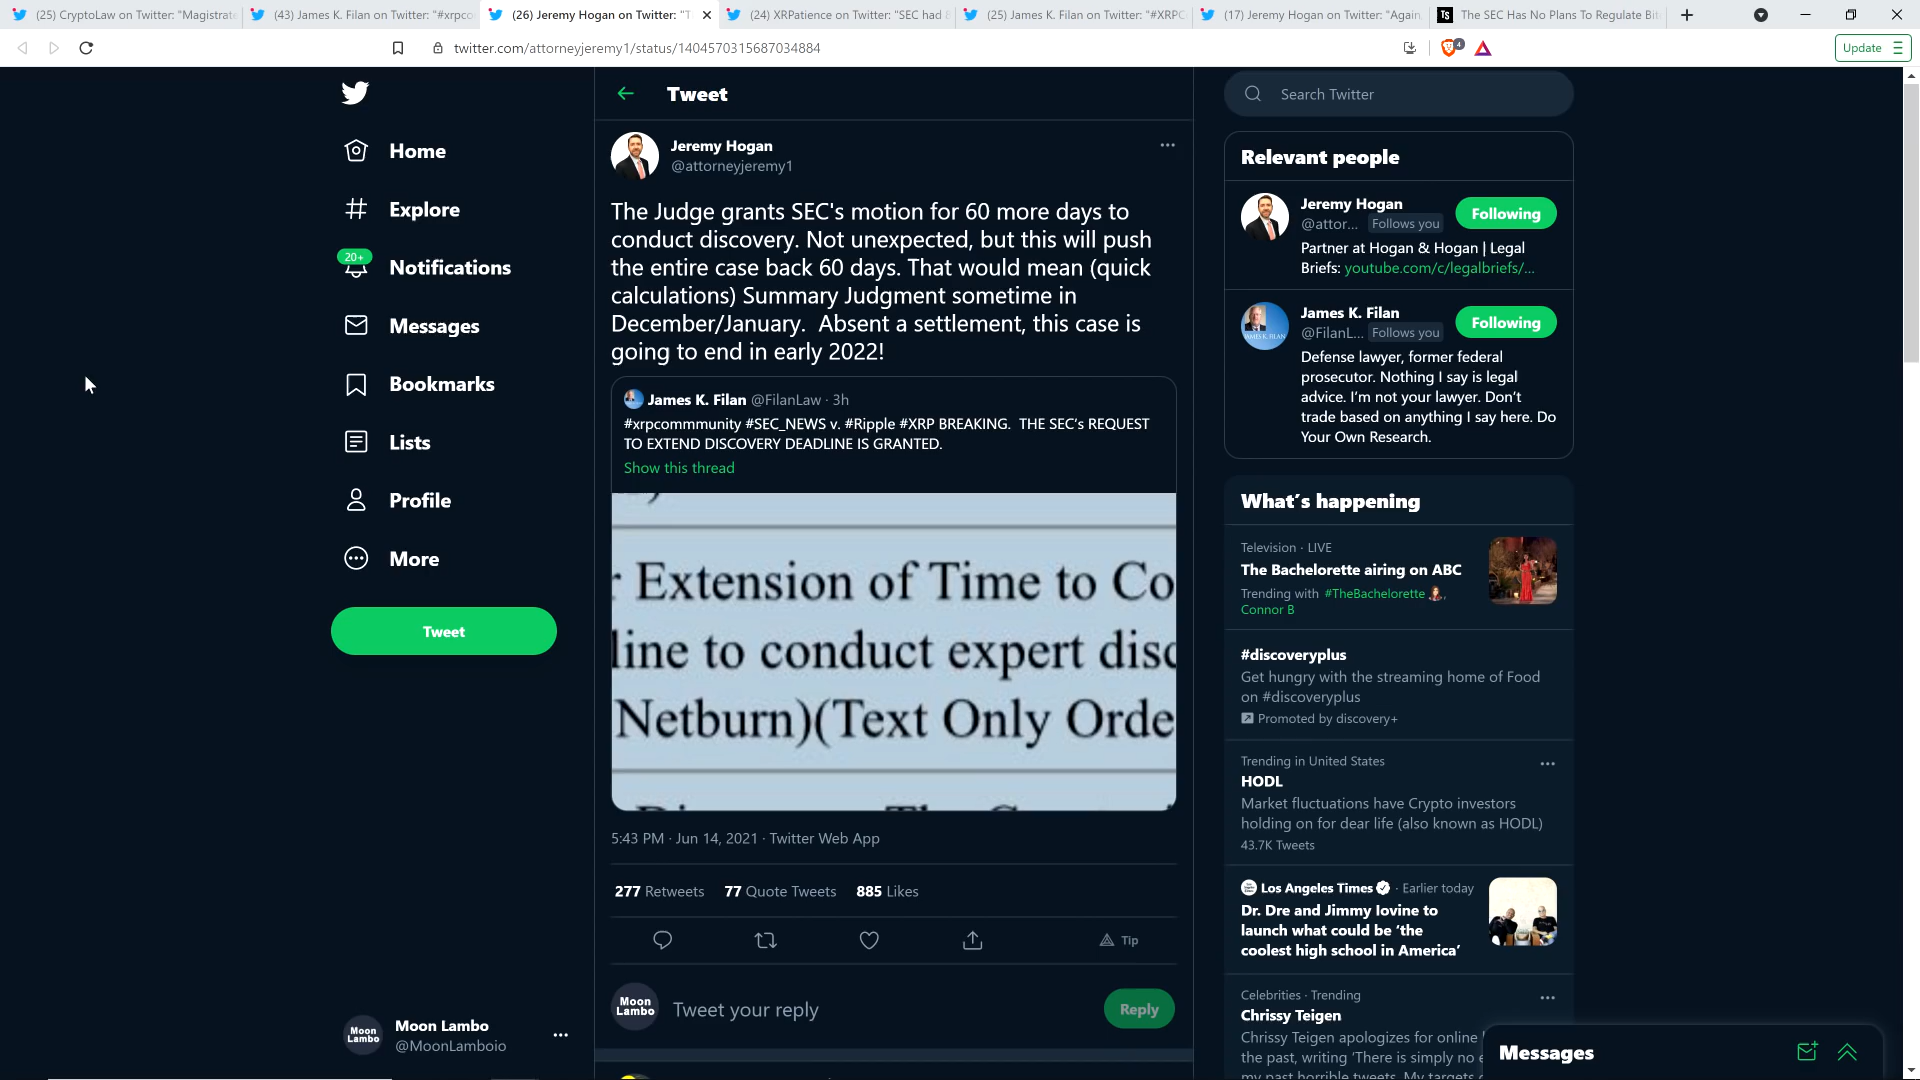 (25) CryptoLaw on Twitter: "Magistrate
(43) James K. Filan on Twitter: "#xrpco
(26) Jeremy Hogan on Twitter: "T
(24) XRPatience on Twitter: "SEC had 8
(25) James K. Filan on Twitter: "#XRPC
(17) Jeremy Hogan on Twitter: "Again,
TS
The SEC Has No Plans To Regulate Bit
twitter.com/attorneyjeremy1/status/1404570315687034884
4
Update
Home
Explore
20+
Notifications
Messages
Bookmarks
Lists
Profile
More
Tweet
Moon Lambo
Moon Lambo
@MoonLamboio
Tweet
Jeremy Hogan
@attorneyjeremy1
The Judge grants SEC's motion for 60 more days to
conduct discovery. Not unexpected, but this will push
the entire case back 60 days. That would mean (quick
calculations) Summary Judgment sometime in
December/January.  Absent a settlement, this case is
going to end in early 2022!
James K. Filan @FilanLaw · 3h
#xrpcommmunity #SEC_NEWS v. #Ripple #XRP BREAKING.  THE SEC's REQUEST
TO EXTEND DISCOVERY DEADLINE IS GRANTED.
Show this thread
r Extension of Time to Co
line to conduct expert disc
Netburn)(Text Only Orde
5:43 PM · Jun 14, 2021 · Twitter Web App
277 Retweets 77 Quote Tweets 885 Likes
Tip
Moon Lambo
Tweet your reply
Reply
Search Twitter
Relevant people
Jeremy Hogan
@attor... Follows you
Following
Partner at Hogan & Hogan | Legal
Briefs: youtube.com/c/legalbriefs/...
James K. Filan
@FilanL... Follows you
Following
Defense lawyer, former federal
prosecutor. Nothing I say is legal
advice. I'm not your lawyer. Don't
trade based on anything I say here. Do
Your Own Research.
What's happening
Television · LIVE
The Bachelorette airing on ABC
Trending with #TheBachelorette,
Connor B
#discoveryplus
Get hungry with the streaming home of Food
on #discoveryplus
Promoted by discovery+
Trending in United States
HODL
Market fluctuations have Crypto investors
holding on for dear life (also known as HODL)
43.7K Tweets
Los Angeles Times · Earlier today
Dr. Dre and Jimmy Iovine to
launch what could be 'the
coolest high school in America'
Celebrities · Trending
Chrissy Teigen
Chrissy Teigen apologizes for online
the past, writing 'There is simply no e
my past horrible tweets. My targets
Messages